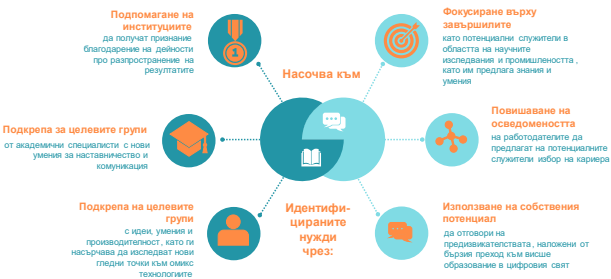 Подпомагане на
институциите
да получат признание
благодарение на дейности
про разпространение на
резултатите
Подкрепа за целевите групи
от академични специалисти с нови
умения за наставничество и
комуникация
Подкрепа на целевите
групи
с идеи, умения и
производителност, като ги
насърчава да изследват нови
гледни точки към омикс
технологиите
Насочва към
Идентифи-
цираните
нужди
чрез:
Фокусиране върху
завършилите
като потенциални служители в
областта на научните
изследвания и промишлеността ,
като им предлага знания и
умения
Повишаване на
осведомеността
на работодателите да
предлагат на потенциалните
служители избор на кариера
Използване на собствения
потенциал
да отговори на
предизвикателствата, наложени от
бързия преход към висше
образование в цифровия свят